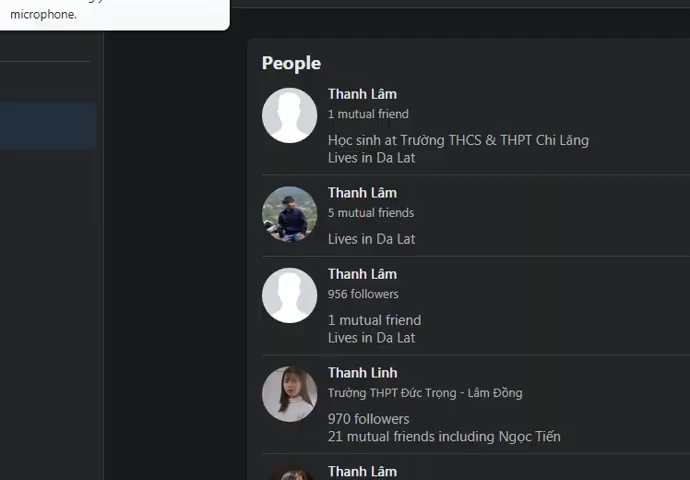 microphone.
People
Thanh Lâm
1 mutual friend
Học sinh at Trường THCS & THPT Chi Lăng
Lives in Da Lat
Thanh Lâm
5 mutual friends
Lives in Da Lat
Thanh Lâm
956 followers
1 mutual friend
Lives in Da Lat
Thanh Linh
Trường THPT Đức Trọng - Lâm Đồng
970 followers
21 mutual friends including Ngọc Tiến
Thanh Lâm